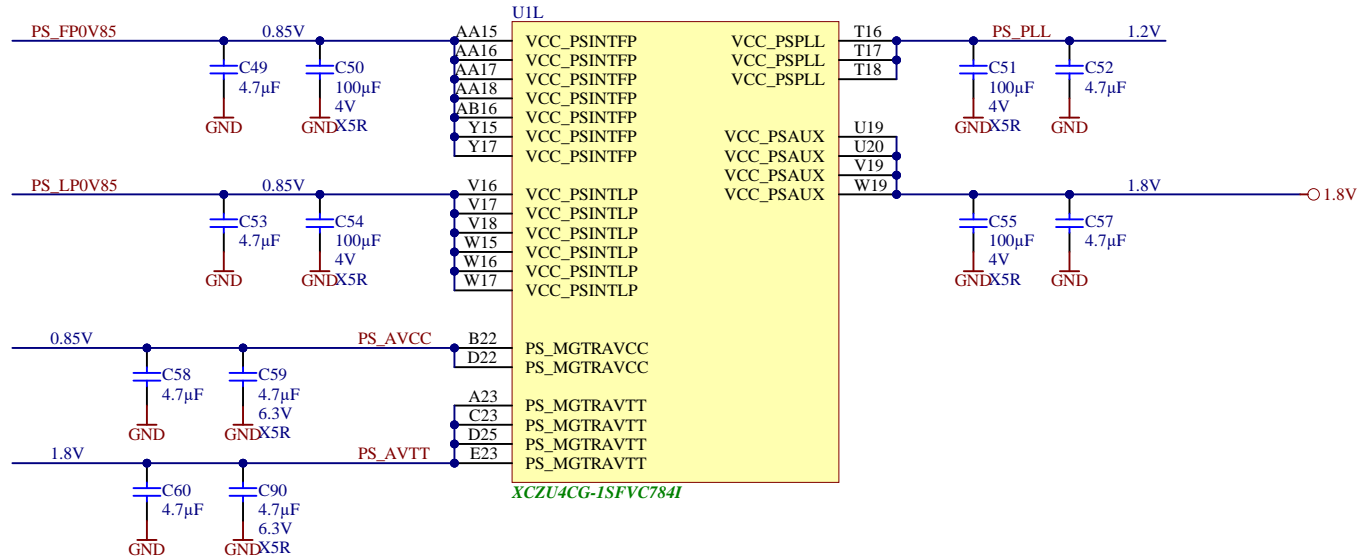 U1L
PS_FP0V85 0.85V AA15 VCC_PSINTFP VCC_PSPLL T16 PS_PLL 1.2V
AA16 VCC_PSINTFP VCC_PSPLL T17
C49 C50 AA17 VCC_PSINTFP VCC_PSPLL T18 C51 C52
4.7µF 100µF AA18 VCC_PSINTFP 100µF 4.7µF
4V AB16 VCC_PSINTFP 4V
GND GND X5R Y15 VCC_PSINTFP VCC_PSAUX U19 GND X5R GND
Y17 VCC_PSINTFP VCC_PSAUX U20
VCC_PSAUX V19
PS_LP0V85 0.85V V16 VCC_PSINTLP VCC_PSAUX W19 1.8V 1.8V
V17 VCC_PSINTLP
C53 C54 V18 VCC_PSINTLP C55 C57
4.7µF 100µF W15 VCC_PSINTLP 100µF 4.7µF
4V W16 VCC_PSINTLP 4V
GND GND X5R W17 VCC_PSINTLP GND X5R GND
0.85V PS_AVCC B22 PS_MGTRAVCC
D22 PS_MGTRAVCC
C58 C59
4.7µF 4.7µF A23 PS_MGTRAVTT
6.3V C23 PS_MGTRAVTT
GND GND X5R D25 PS_MGTRAVTT
1.8V PS_AVTT E23 PS_MGTRAVTT
C60 C90 XCZU4CG-1SFVC784I
4.7µF 4.7µF
6.3V
GND GND X5R